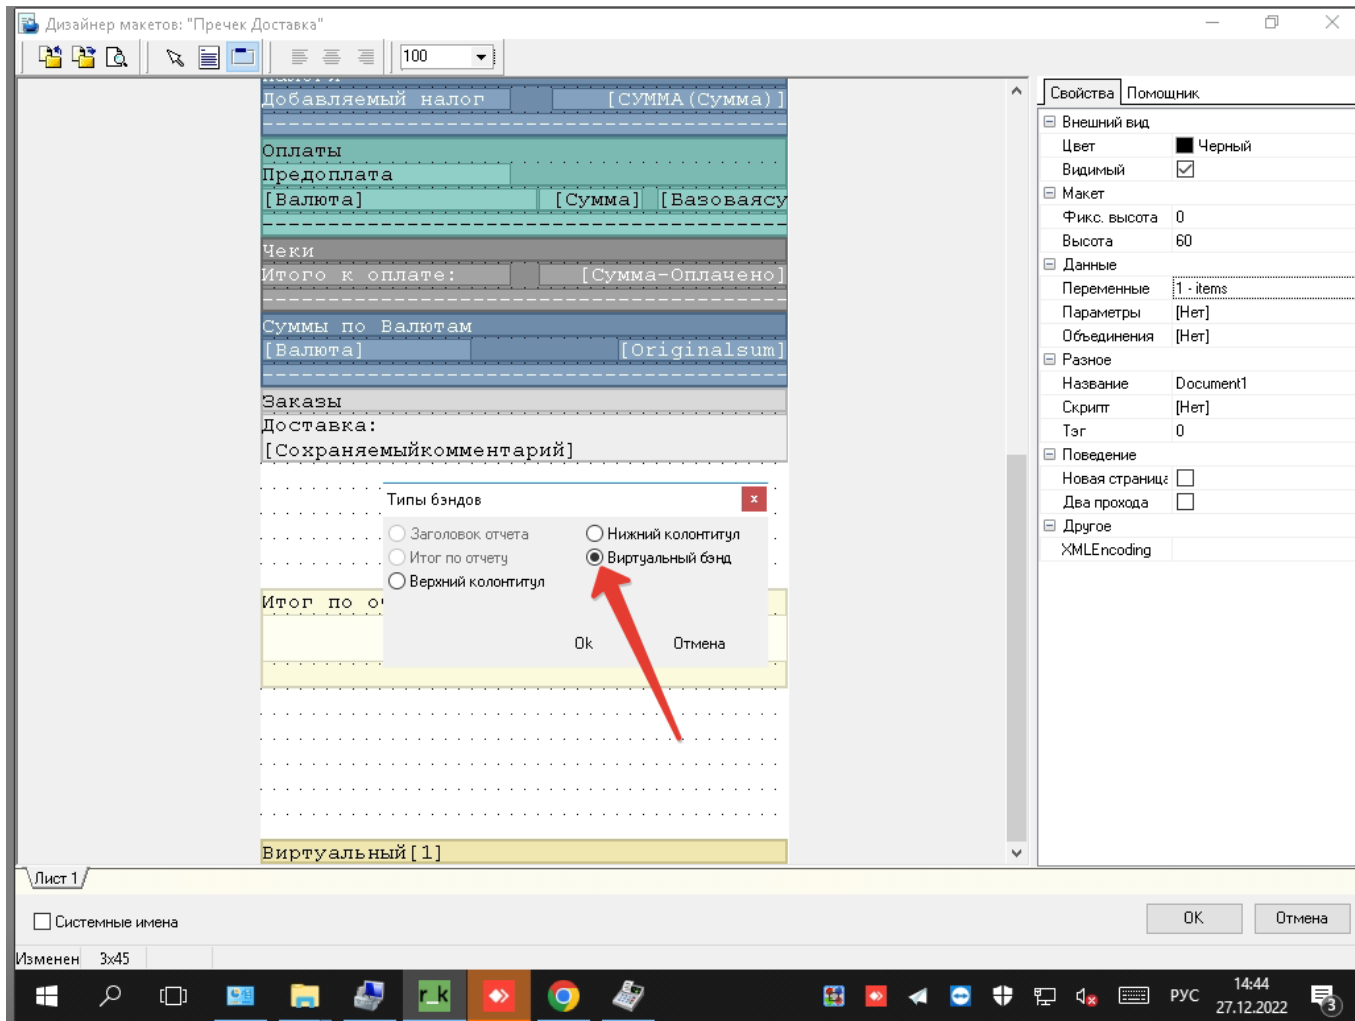 Дизайнер макетов: "Пречек Доставка"
100
Добавляемый налог [СУММА(Сумма)]
Оплаты
Предоплата
[Валюта] [Сумма] [Базоваясу
Чеки
Итого к оплате: [Сумма-Оплачено]
Суммы по Валютам
[Валюта] [Originalsum]
Заказы
Доставка:
[Сохраняемыйкомментарий]
Типы бэндов
Заголовок отчета
Нижний колонтитул
Итог по отчету
Виртуальный бэнд
Верхний колонтитул
Ok Отмена
Итог по о
Виртуальный[1]
Свойства Помощник
Внешний вид
Цвет Черный
Видимый
Макет
Фикс. высота 0
Высота 60
Данные
Переменные 1 - items
Параметры [Нет]
Объединения [Нет]
Разное
Название Document1
Скрипт [Нет]
Тэг 0
Поведение
Новая страница
Два прохода
Другое
XMLEncoding
Лист 1
Системные имена
OK Отмена
Изменен 3x45
r_k
РУС
14:44
27.12.2022
3